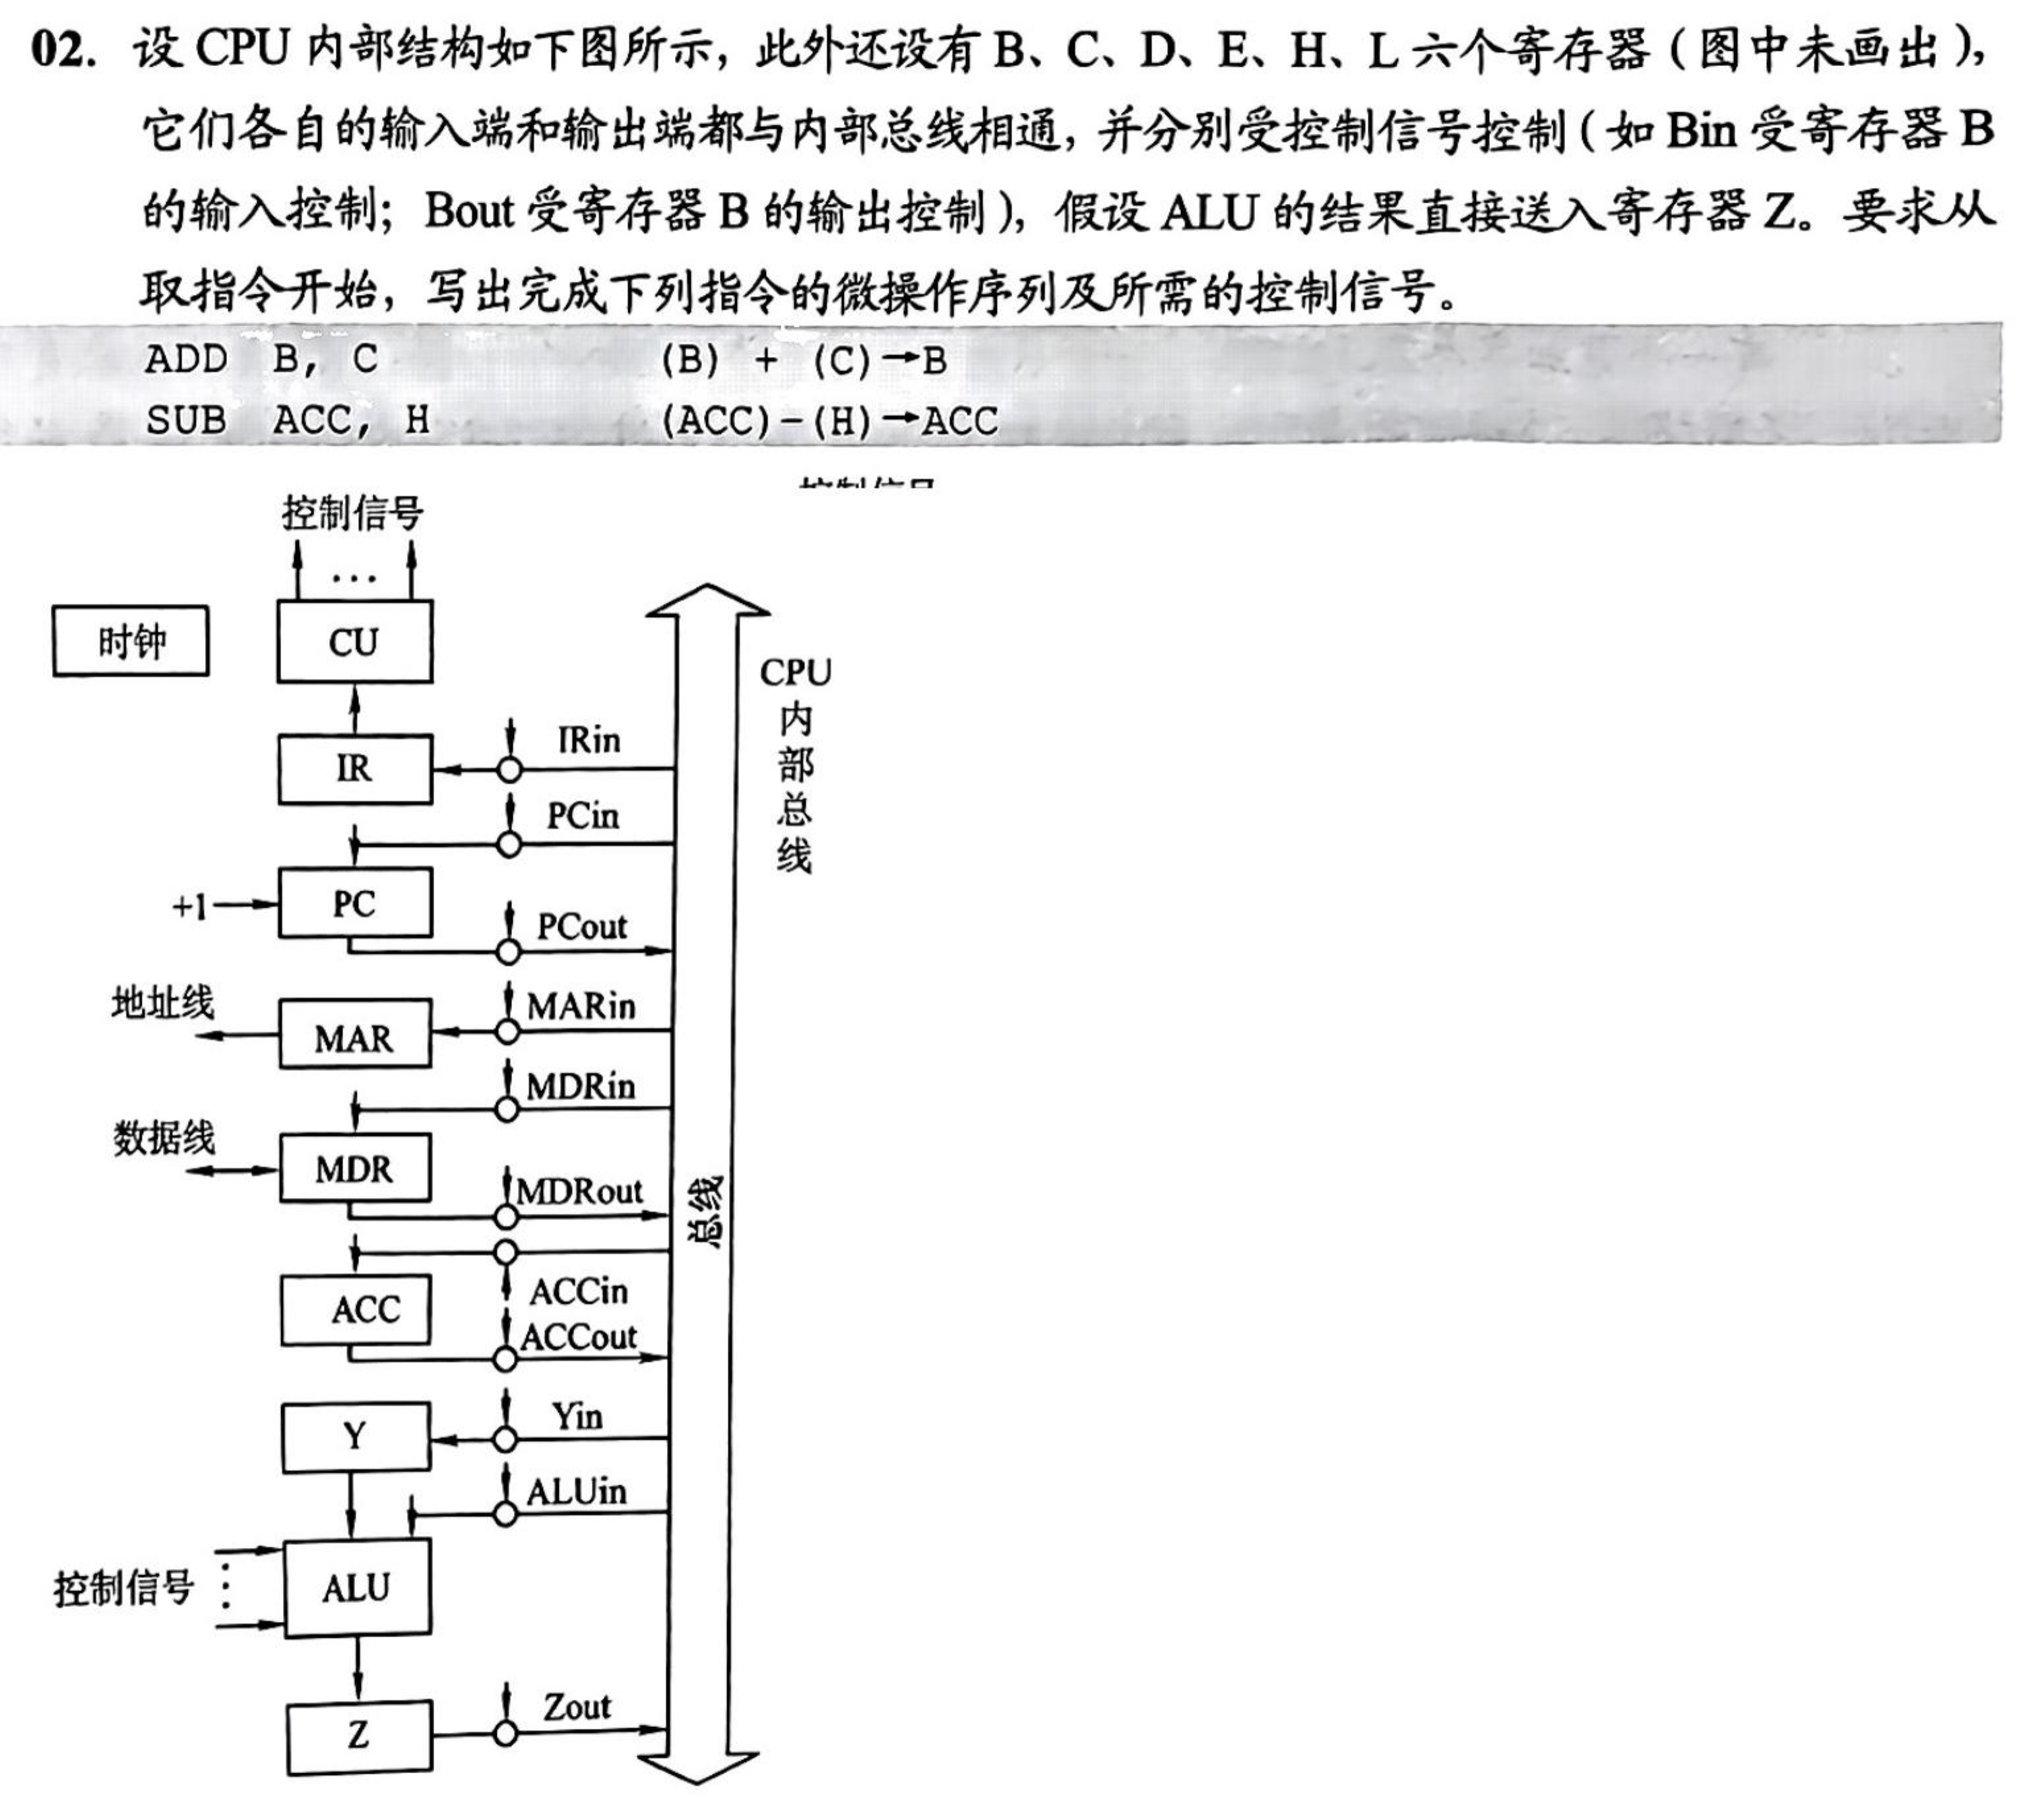 02. 设 CPU 内部结构如下图所示，此外还设有 B、C、D、E、H、L 六个寄存器（图中未画出），
它们各自的输入端和输出端都与内部总线相通，并分别受控制信号控制（如 Bin 受寄存器 B
的输入控制；Bout 受寄存器 B 的输出控制），假设 ALU 的结果直接送入寄存器 Z。要求从
取指令开始，写出完成下列指令的微操作序列及所需的控制信号。
ADD B, C (B) + (C)→B
SUB ACC, H (ACC)-(H)→ACC
控制信号
控制信号
...
时钟
CU
CPU
内
部
总
线
IRin
IR
PCin
+1
PC
PCout
地址线
MARin
MAR
MDRin
数据线
MDR
MDRout
总线
ACCin
ACC
ACCout
Yin
Y
ALUin
控制信号
ALU
Zout
Z